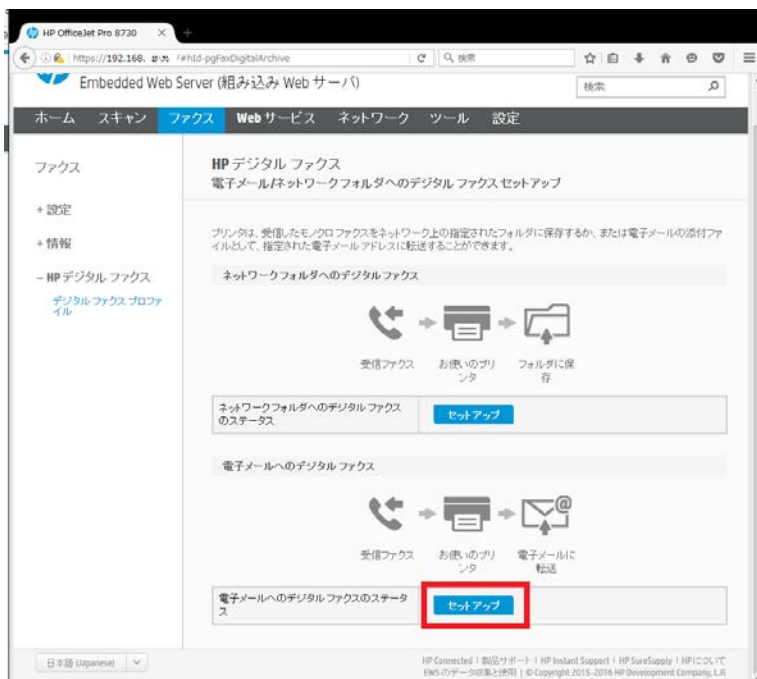 HP OfficeJet Pro 8730
https://192.168.
/#hId-pgFaxDigitalArchive
検索
Embedded Web Server (組み込み Web サーバ)
検索
ホーム スキャン ファクス Web サービス ネットワーク ツール 設定
ファクス
+ 設定
+ 情報
– HP デジタル ファクス
デジタル ファクス プロファ
イル
HP デジタル ファクス
電子メール/ネットワークフォルダへのデジタル ファクス セットアップ
プリンタは、受信したモノクロ ファクスをネットワーク上の指定されたフォルダに保存するか、または電子メールの添付ファ
イルとして、指定された電子メール アドレスに転送することができます。
ネットワークフォルダへのデジタル ファクス
受信ファクス お使いのプリ フォルダに保
ンタ 存
ネットワークフォルダへのデジタル ファクス セットアップ
のステータス
電子メールへのデジタル ファクス
受信ファクス お使いのプリ 電子メールに
ンタ 転送
電子メールへのデジタル ファクスのステータ セットアップ
ス
日本語 (Japanese)
HP Connected | 製品サポート | HP Instant Support | HP SureSupply | HPについて
EWS のデータ収集と使用 | © Copyright 2015-2016 HP Development Company, L.P.